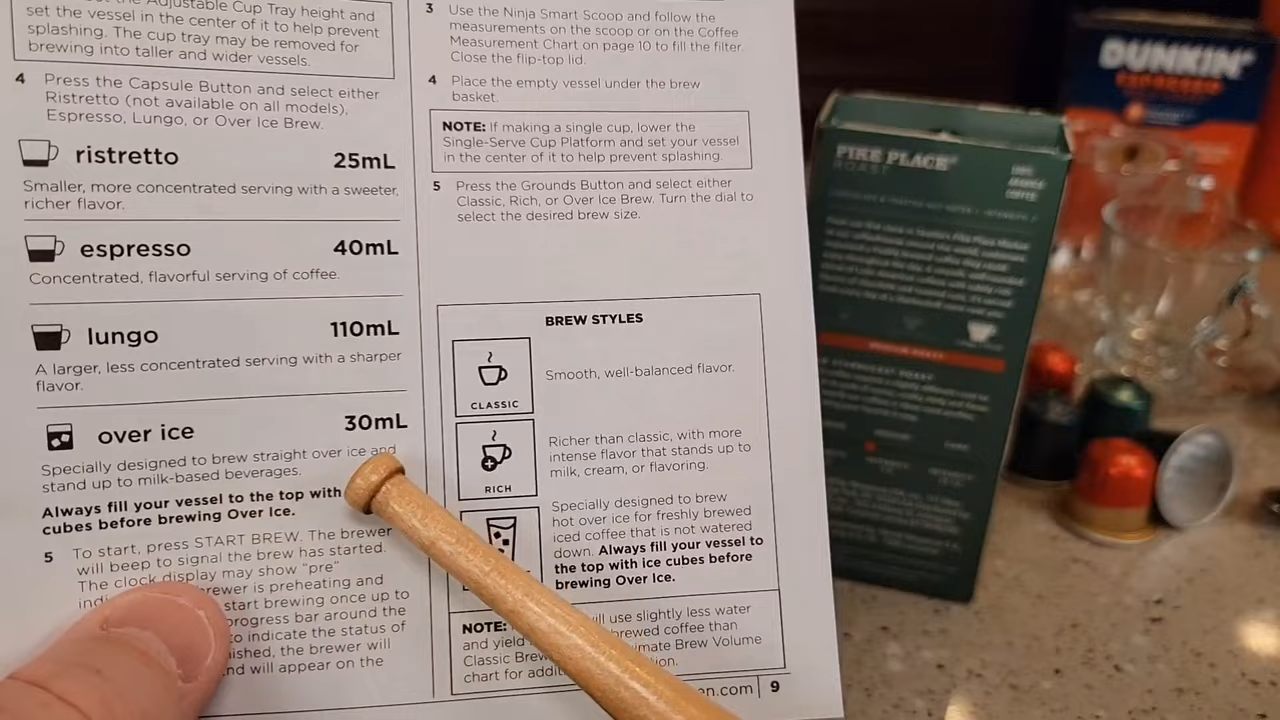 Adjustable Cup Tray height and
set the vessel in the center of it to help prevent
splashing. The cup tray may be removed for
brewing into taller and wider vessels.
4 Press the Capsule Button and select either
Ristretto (not available on all models),
Espresso, Lungo, or Over Ice Brew.
ristretto 25mL
Smaller, more concentrated serving with a sweeter,
richer flavor.
espresso 40mL
Concentrated, flavorful serving of coffee.
lungo 110mL
A larger, less concentrated serving with a sharper
flavor.
over ice 30mL
Specially designed to brew straight over ice and
stand up to milk-based beverages.
Always fill your vessel to the top with
cubes before brewing Over Ice.
5 To start, press START BREW. The brewer
will beep to signal the brew has started.
The clock display may show "pre"
brewer is preheating and
start brewing once up to
progress bar around the
to indicate the status of
the brewer will
will appear on the
3 Use the Ninja Smart Scoop and follow the
measurements on the scoop or on the Coffee
Measurement Chart on page 10 to fill the filter.
Close the flip-top lid.
4 Place the empty vessel under the brew
basket.
NOTE: If making a single cup, lower the
Single-Serve Cup Platform and set your vessel
in the center of it to help prevent splashing.
5 Press the Grounds Button and select either
Classic, Rich, or Over Ice Brew. Turn the dial to
select the desired brew size.
BREW STYLES
CLASSIC
Smooth, well-balanced flavor.
RICH
Richer than classic, with more
intense flavor that stands up to
milk, cream, or flavoring.
Specially designed to brew
hot over ice for freshly brewed
iced coffee that is not watered
down. Always fill your vessel to
the top with ice cubes before
brewing Over Ice.
NOTE: will use slightly less water
and yield brewed coffee than
Classic Brew Volume
chart for
.com 9
PIKE PLACE®
ROAST
100%
ARABICA
COFFEE
DUNKIN'